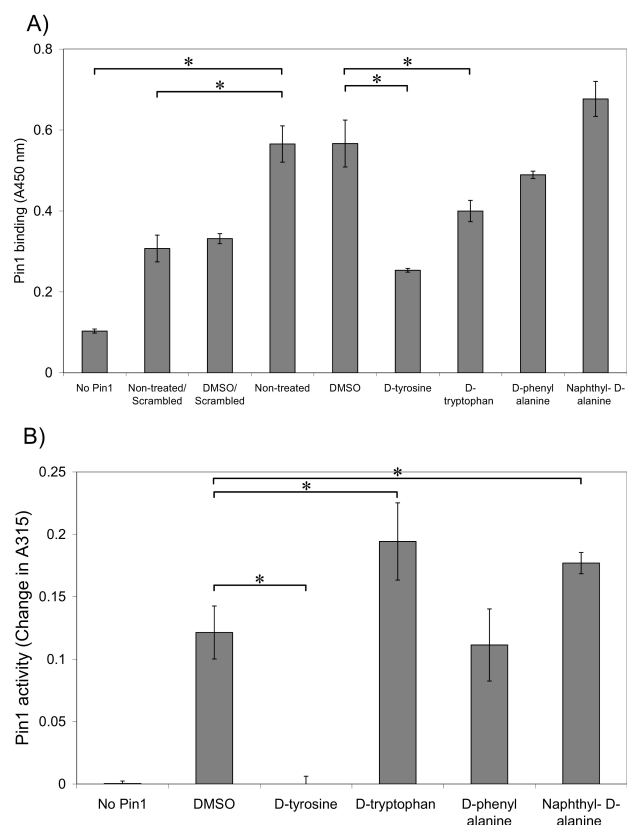 A)
Pin1 binding (A450 nm)
0.8
0.6
0.4
0.2
0
*
*
*
*
No Pin1
Non-treated/
Scrambled
DMSO/
Scrambled
Non-treated
DMSO
D-tyrosine
D-
tryptophan
D-phenyl
alanine
Naphthyl- D-
alanine
B)
Pin1 activity (Change in A315)
0.25
0.2
0.15
0.1
0.05
0
*
*
*
No Pin1
DMSO
D-tyrosine
D-tryptophan
D-phenyl
alanine
Naphthyl- D-
alanine